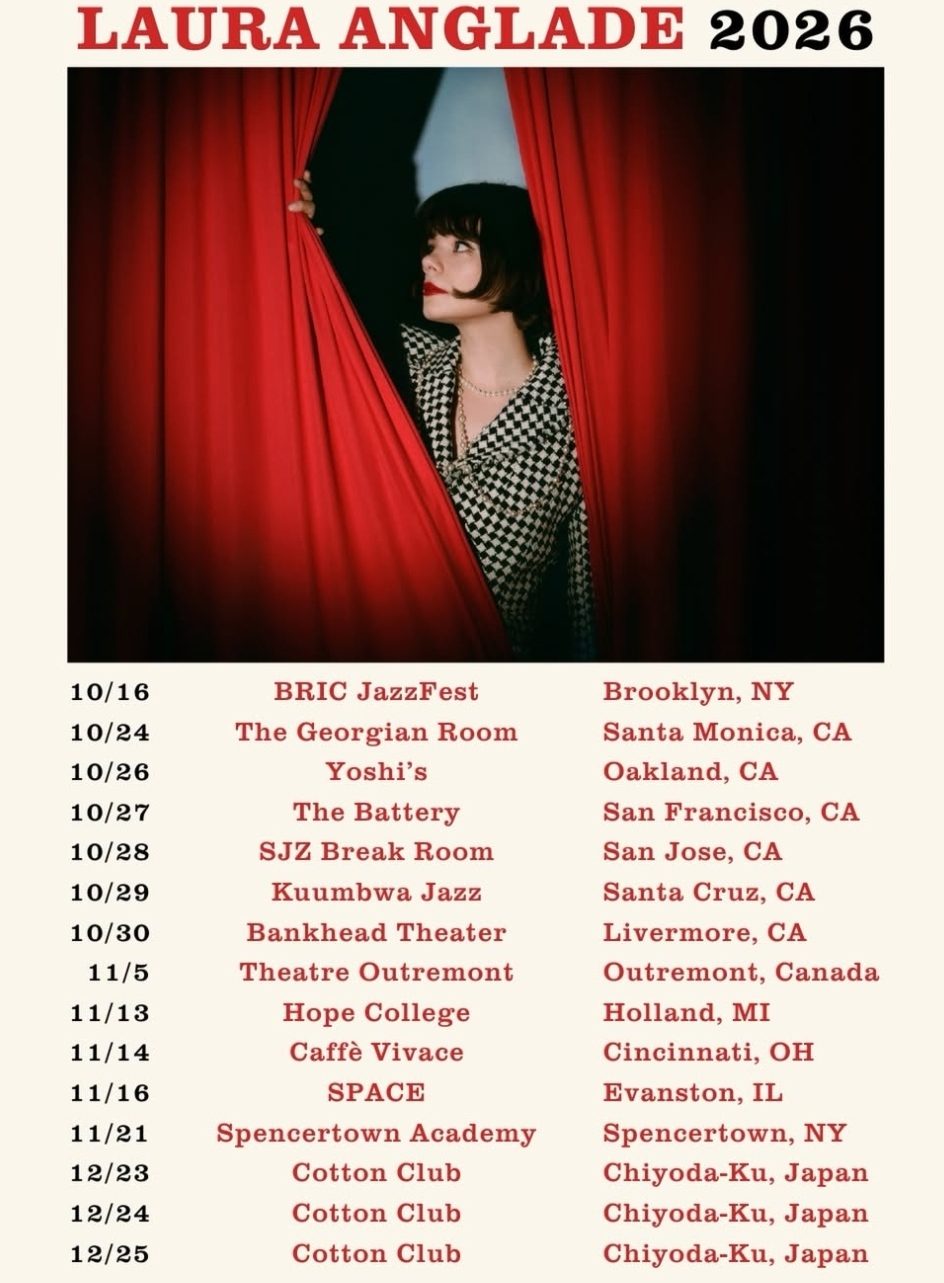 LAURA ANGLADE 2026
10/16 BRIC JazzFest Brooklyn, NY
10/24 The Georgian Room Santa Monica, CA
10/26 Yoshi’s Oakland, CA
10/27 The Battery San Francisco, CA
10/28 SJZ Break Room San Jose, CA
10/29 Kuumbwa Jazz Santa Cruz, CA
10/30 Bankhead Theater Livermore, CA
11/5 Theatre Outremont Outremont, Canada
11/13 Hope College Holland, MI
11/14 Caffè Vivace Cincinnati, OH
11/16 SPACE Evanston, IL
11/21 Spencertown Academy Spencertown, NY
12/23 Cotton Club Chiyoda-Ku, Japan
12/24 Cotton Club Chiyoda-Ku, Japan
12/25 Cotton Club Chiyoda-Ku, Japan